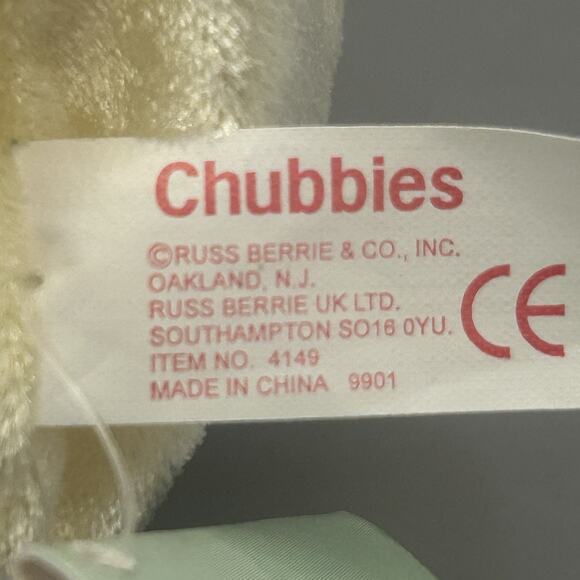 Chubbies
©RUSS BERRIE & CO., INC.
OAKLAND, N.J.
RUSS BERRIE UK LTD.
SOUTHAMPTON SO16 0YU.
ITEM NO. 4149
MADE IN CHINA 9901
CE